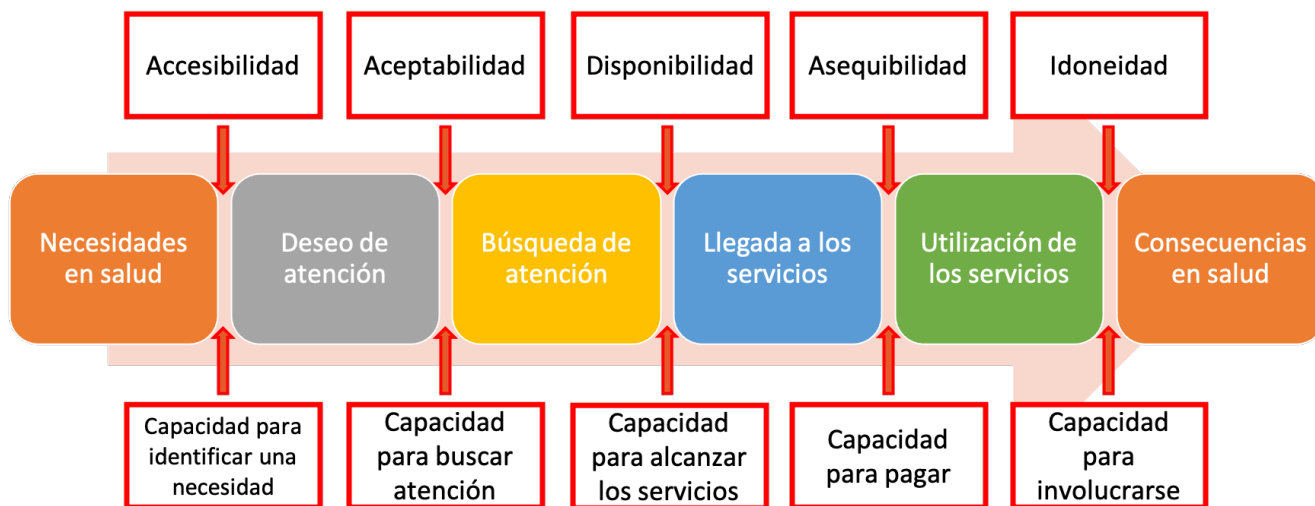 Accesibilidad
Aceptabilidad
Disponibilidad
Asequibilidad
Idoneidad
Necesidades
en salud
Deseo de
atención
Búsqueda de
atención
Llegada a los
servicios
Utilización de
los servicios
Consecuencias
en salud
Capacidad para
identificar una
necesidad
Capacidad
para buscar
atención
Capacidad
para alcanzar
los servicios
Capacidad
para pagar
Capacidad
para
involucrarse